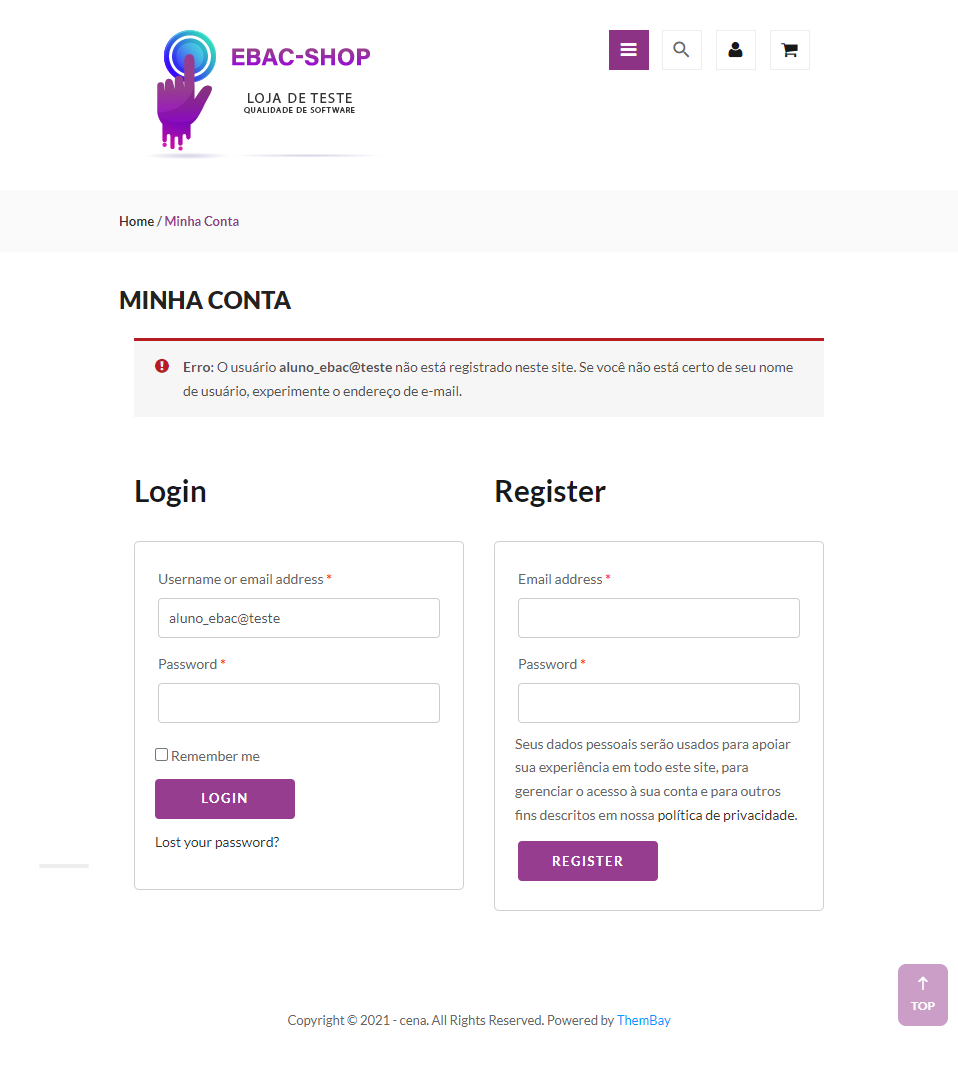 EBAC-SHOP
LOJA DE TESTE
QUALIDADE DE SOFTWARE
Home / Minha Conta
MINHA CONTA
Erro: O usuário aluno_ebac@teste não está registrado neste site. Se você não está certo de seu nome
de usuário, experimente o endereço de e-mail.
Login
Username or email address *
aluno_ebac@teste
Password *
Remember me
LOGIN
Lost your password?
Register
Email address *
Password *
Seus dados pessoais serão usados para apoiar
sua experiência em todo este site, para
gerenciar o acesso à sua conta e para outros
fins descritos em nossa política de privacidade.
REGISTER
TOP
Copyright © 2021 - cena. All Rights Reserved. Powered by ThemBay